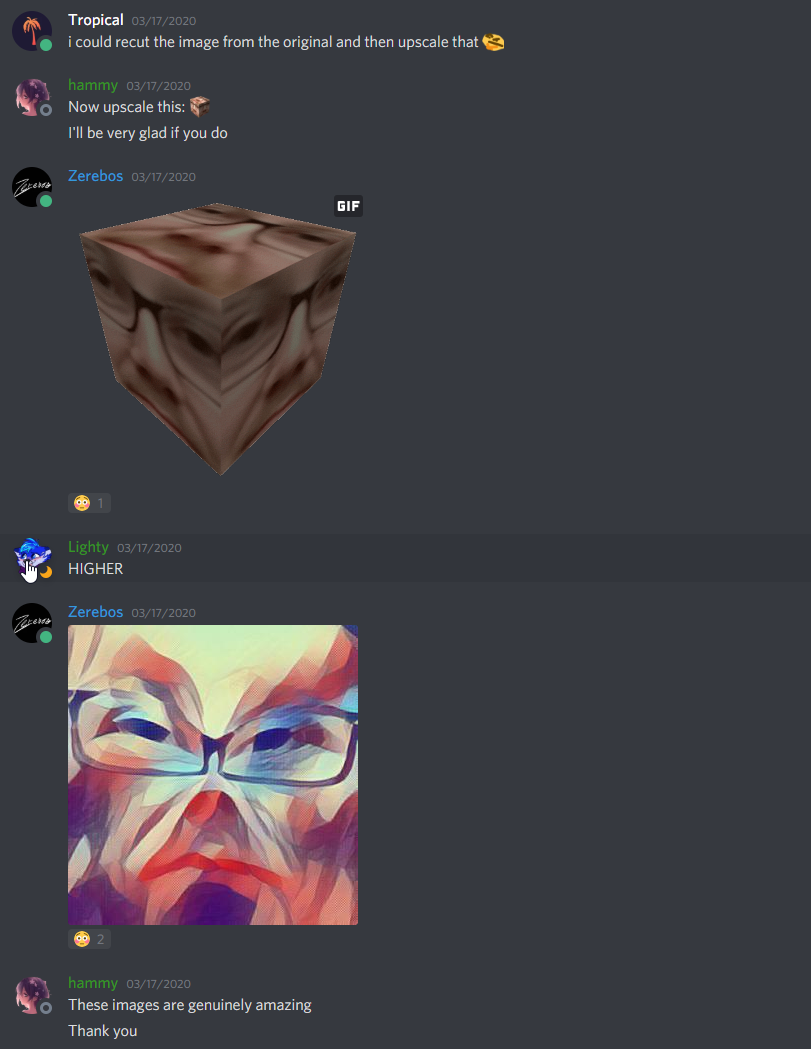 Tropical 03/17/2020
i could recut the image from the original and then upscale that
hammy 03/17/2020
Now upscale this:
I'll be very glad if you do
Zerebos 03/17/2020
GIF
1
Lighty 03/17/2020
HIGHER
Zerebos 03/17/2020
2
hammy 03/17/2020
These images are genuinely amazing
Thank you